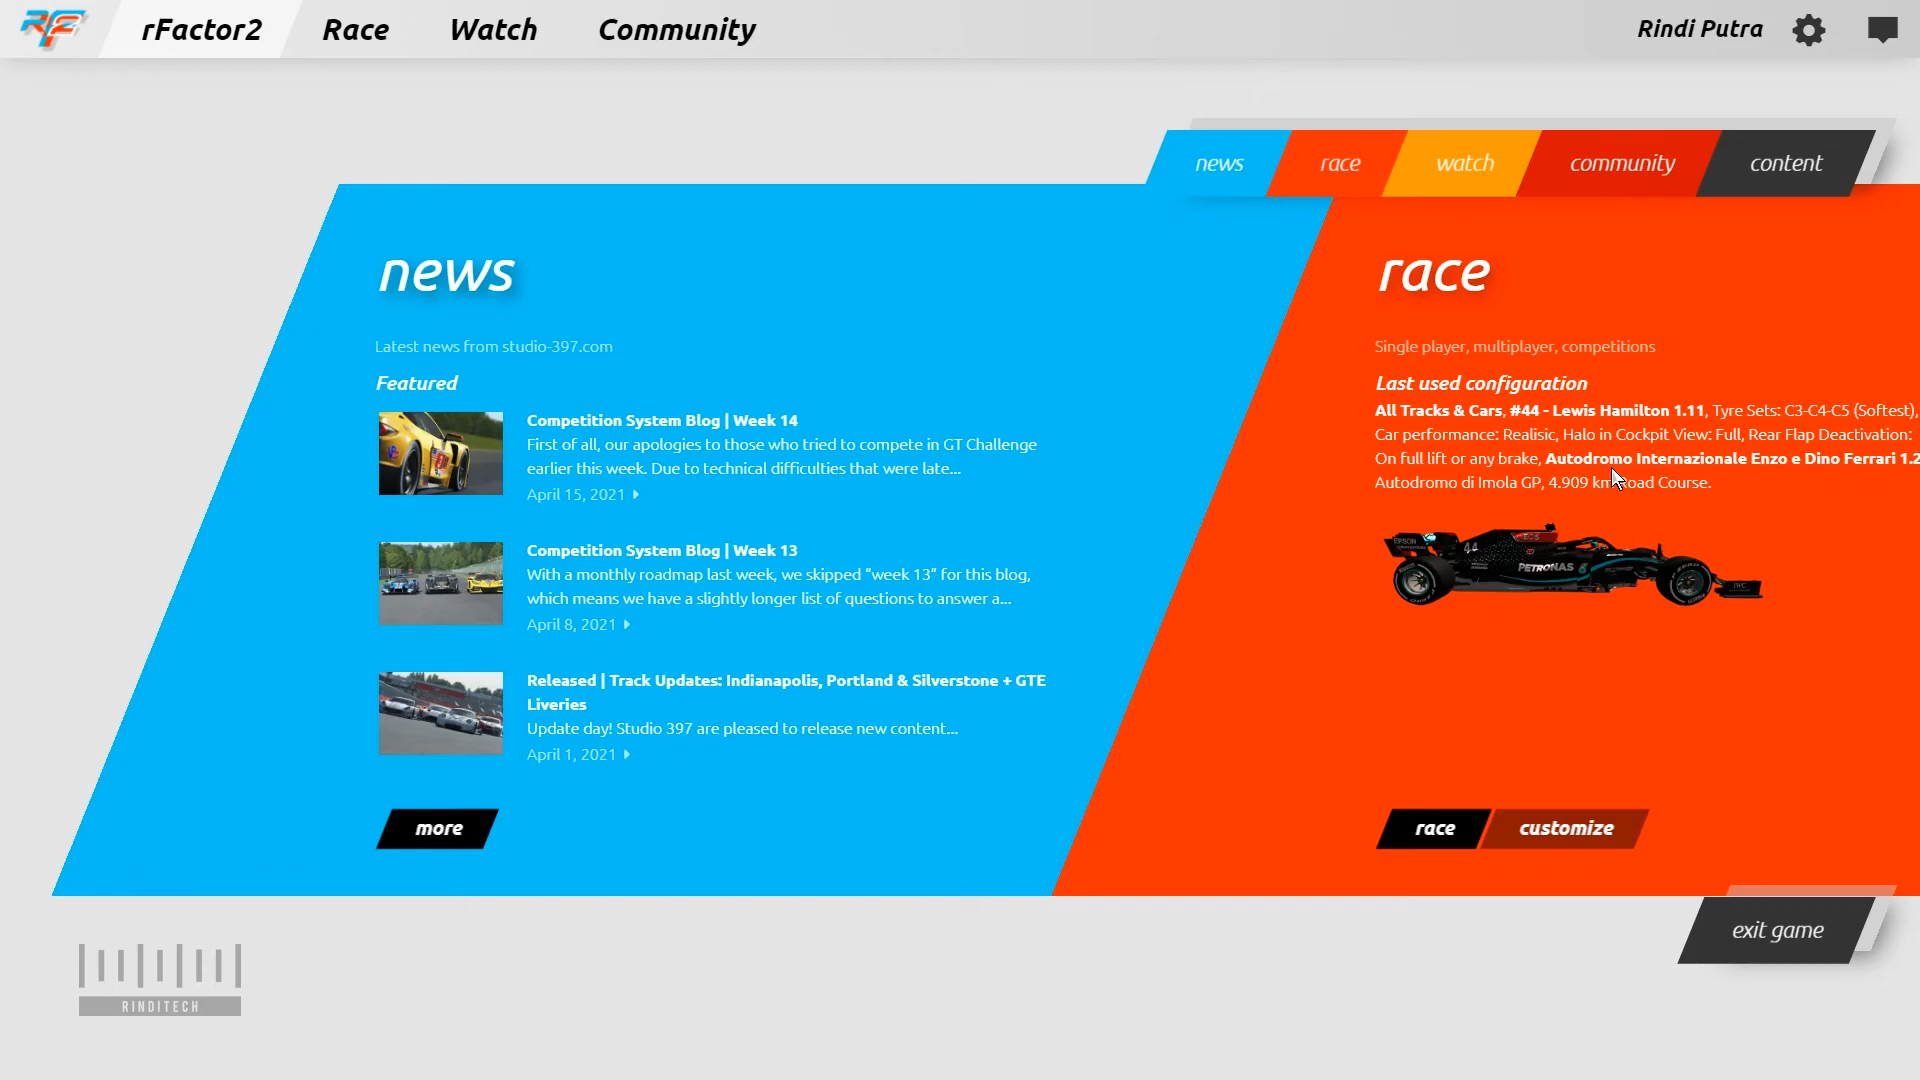 rFactor2 Race Watch Community Rindi Putra
news race watch community content
news
Latest news from studio-397.com
Featured
Competition System Blog | Week 14
First of all, our apologies to those who tried to compete in GT Challenge
earlier this week. Due to technical difficulties that were late...
April 15, 2021
Competition System Blog | Week 13
With a monthly roadmap last week, we skipped "week 13" for this blog,
which means we have a slightly longer list of questions to answer a...
April 8, 2021
Released | Track Updates: Indianapolis, Portland & Silverstone + GTE
Liveries
Update day! Studio 397 are pleased to release new content...
April 1, 2021
more
race
Single player, multiplayer, competitions
Last used configuration
All Tracks & Cars, #44 - Lewis Hamilton 1.11, Tyre Sets: C3-C4-C5 (Softest),
Car performance: Realisic, Halo in Cockpit View: Full, Rear Flap Deactivation:
On full lift or any brake, Autodromo Internazionale Enzo e Dino Ferrari 1.2
Autodromo di Imola GP, 4.909 km Road Course.
EPSON
44
PETRONAS
IWC
race customize
exit game
RINDITECH